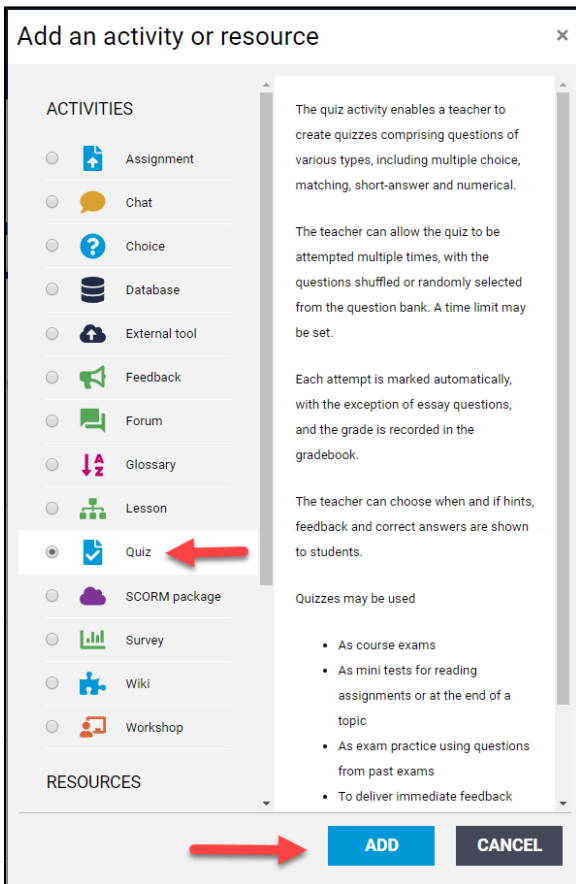 Add an activity or resource
×
ACTIVITIES
Assignment
Chat
Choice
Database
External tool
Feedback
Forum
Glossary
Lesson
Quiz
SCORM package
Survey
Wiki
Workshop
RESOURCES
The quiz activity enables a teacher to
create quizzes comprising questions of
various types, including multiple choice,
matching, short-answer and numerical.
The teacher can allow the quiz to be
attempted multiple times, with the
questions shuffled or randomly selected
from the question bank. A time limit may
be set.
Each attempt is marked automatically,
with the exception of essay questions,
and the grade is recorded in the
gradebook.
The teacher can choose when and if hints,
feedback and correct answers are shown
to students.
Quizzes may be used
• As course exams
• As mini tests for reading
assignments or at the end of a
topic
• As exam practice using questions
from past exams
• To deliver immediate feedback
ADD
CANCEL